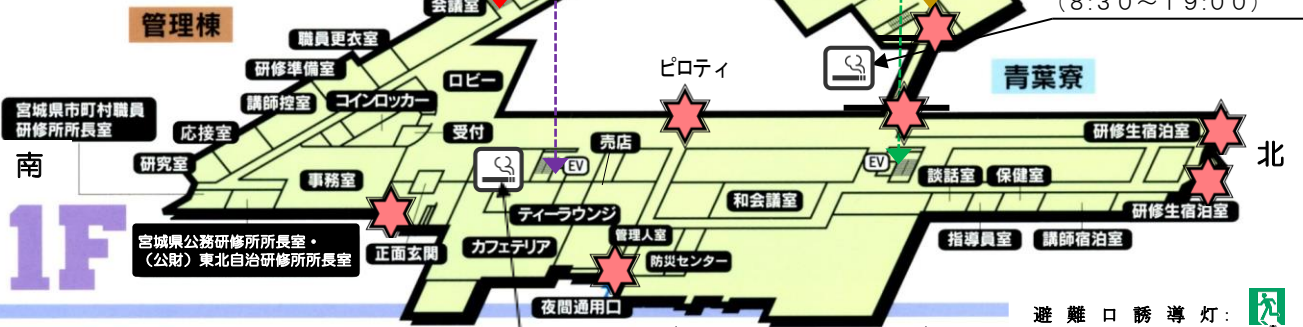 会議室
(8:30～19:00)
管理棟
職員更衣室
研修準備室
ロビー
ピロティ
青葉寮
講師控室
コインロッカー
宮城県市町村職員
研修所所長室
応接室
受付
売店
研修生宿泊室
研究室
南
EV
EV
北
事務室
談話室
保健室
和会議室
ティーラウンジ
研修生宿泊室
1F
宮城県公務研修所所長室・
(公財)東北自治研修所所長室
正面玄関
カフェテリア
管理人室
防災センター
指導員室
講師宿泊室
夜間通用口
避難口誘導灯: